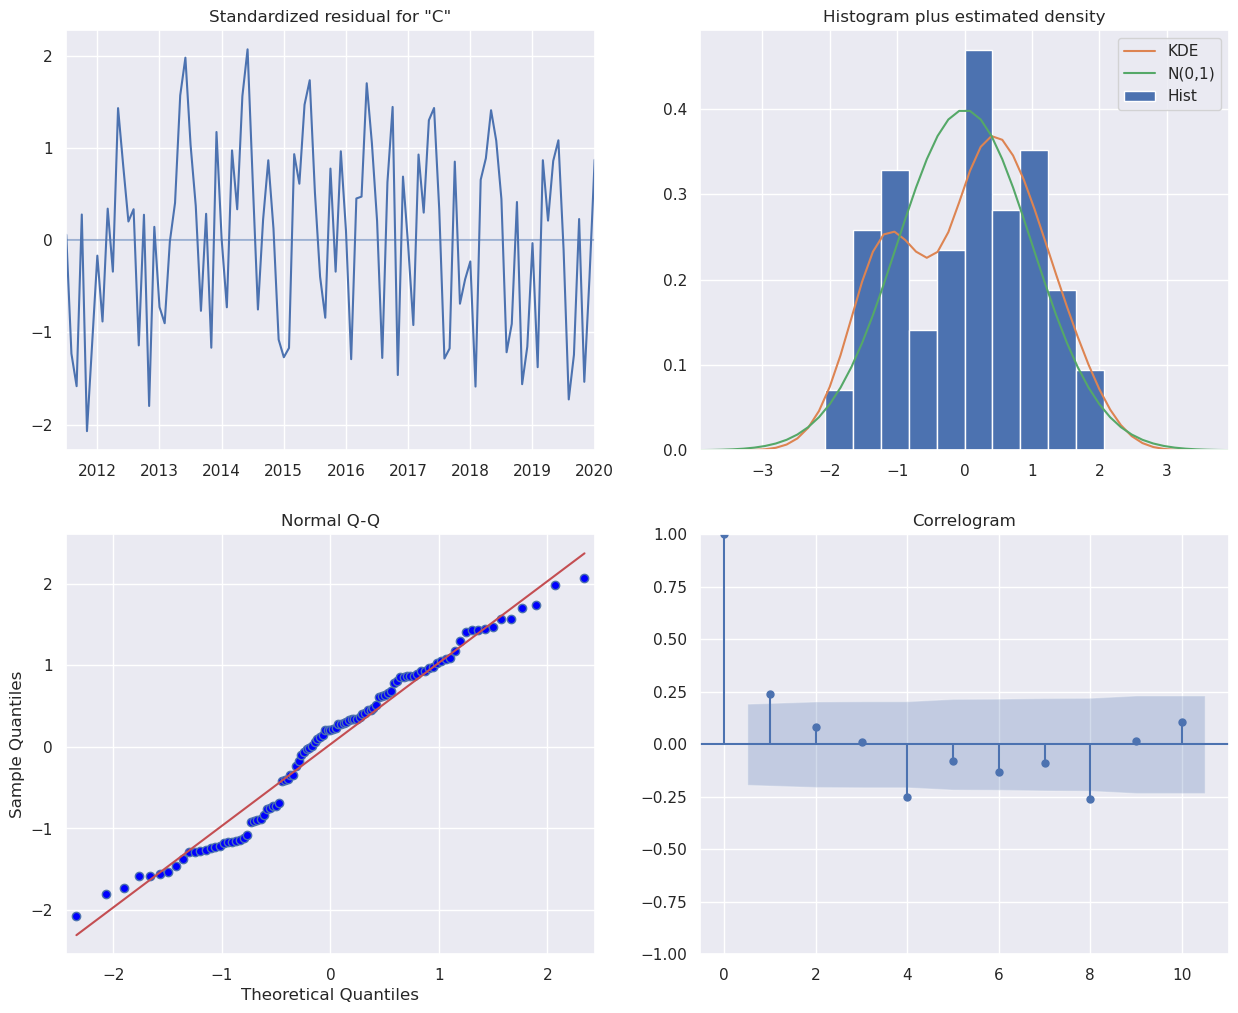 Standardized residual for "C"
2
1
0
−1
−2
2012 2013 2014 2015 2016 2017 2018 2019 2020
Histogram plus estimated density
KDE
N(0,1)
Hist
0.4
0.3
0.2
0.1
0.0
−3 −2 −1 0 1 2 3
Normal Q-Q
Sample Quantiles
2
1
0
−1
−2
−2 −1 0 1 2
Theoretical Quantiles
Correlogram
1.00
0.75
0.50
0.25
0.00
−0.25
−0.50
−0.75
−1.00
0 2 4 6 8 10